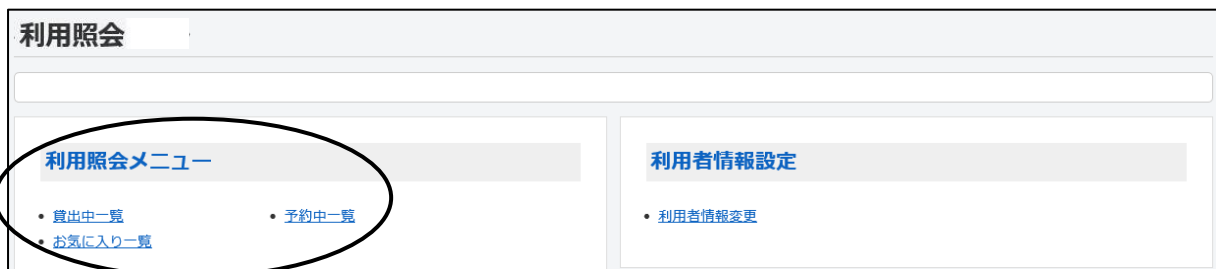 利用照会
利用照会メニュー
貸出中一覧
予約中一覧
お気に入り一覧
利用者情報設定
利用者情報変更